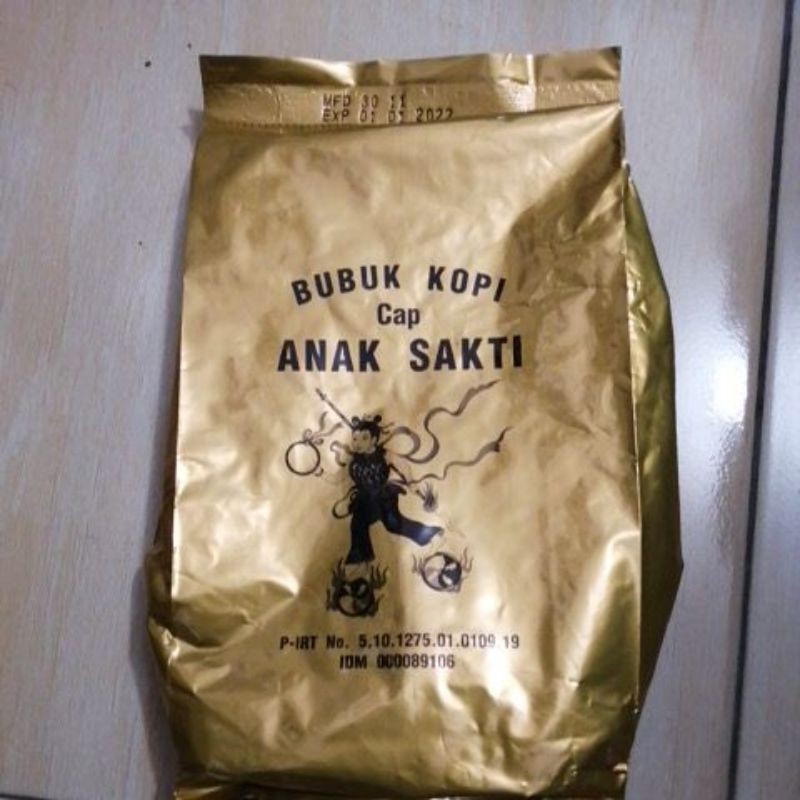 MFD 30 11
EXP 01 01 2022
BUBUK KOPI
Cap
ANAK SAKTI
P-IRT No. 5.10.1275.01.0109.19
IDM 000089106